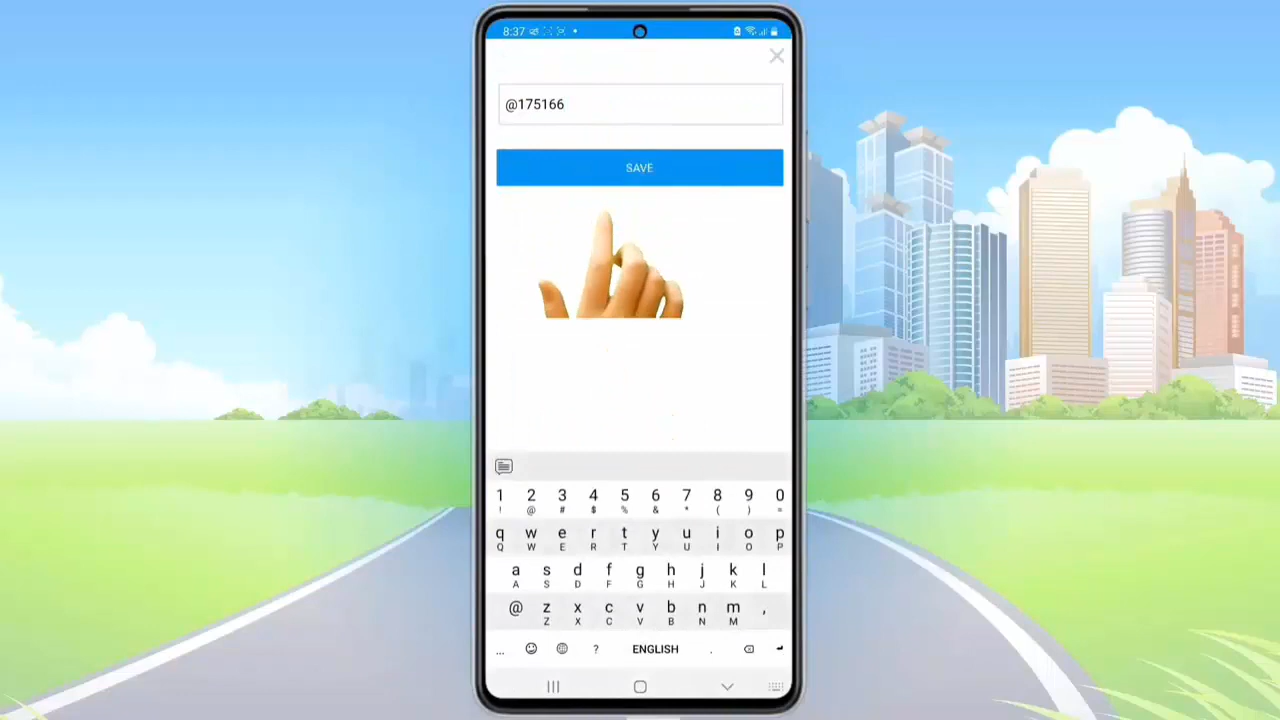 8:37
@175166
SAVE
1 2 3 4 5 6 7 8 9 0
! @ # $ % & * ( ) =
q w e r t y u i o p
Q W E R T Y U I O P
a s d f g h j k l
A S D F G H J K L
@ z x c v b n m ,
Z X C V B N M
... ? ENGLISH .